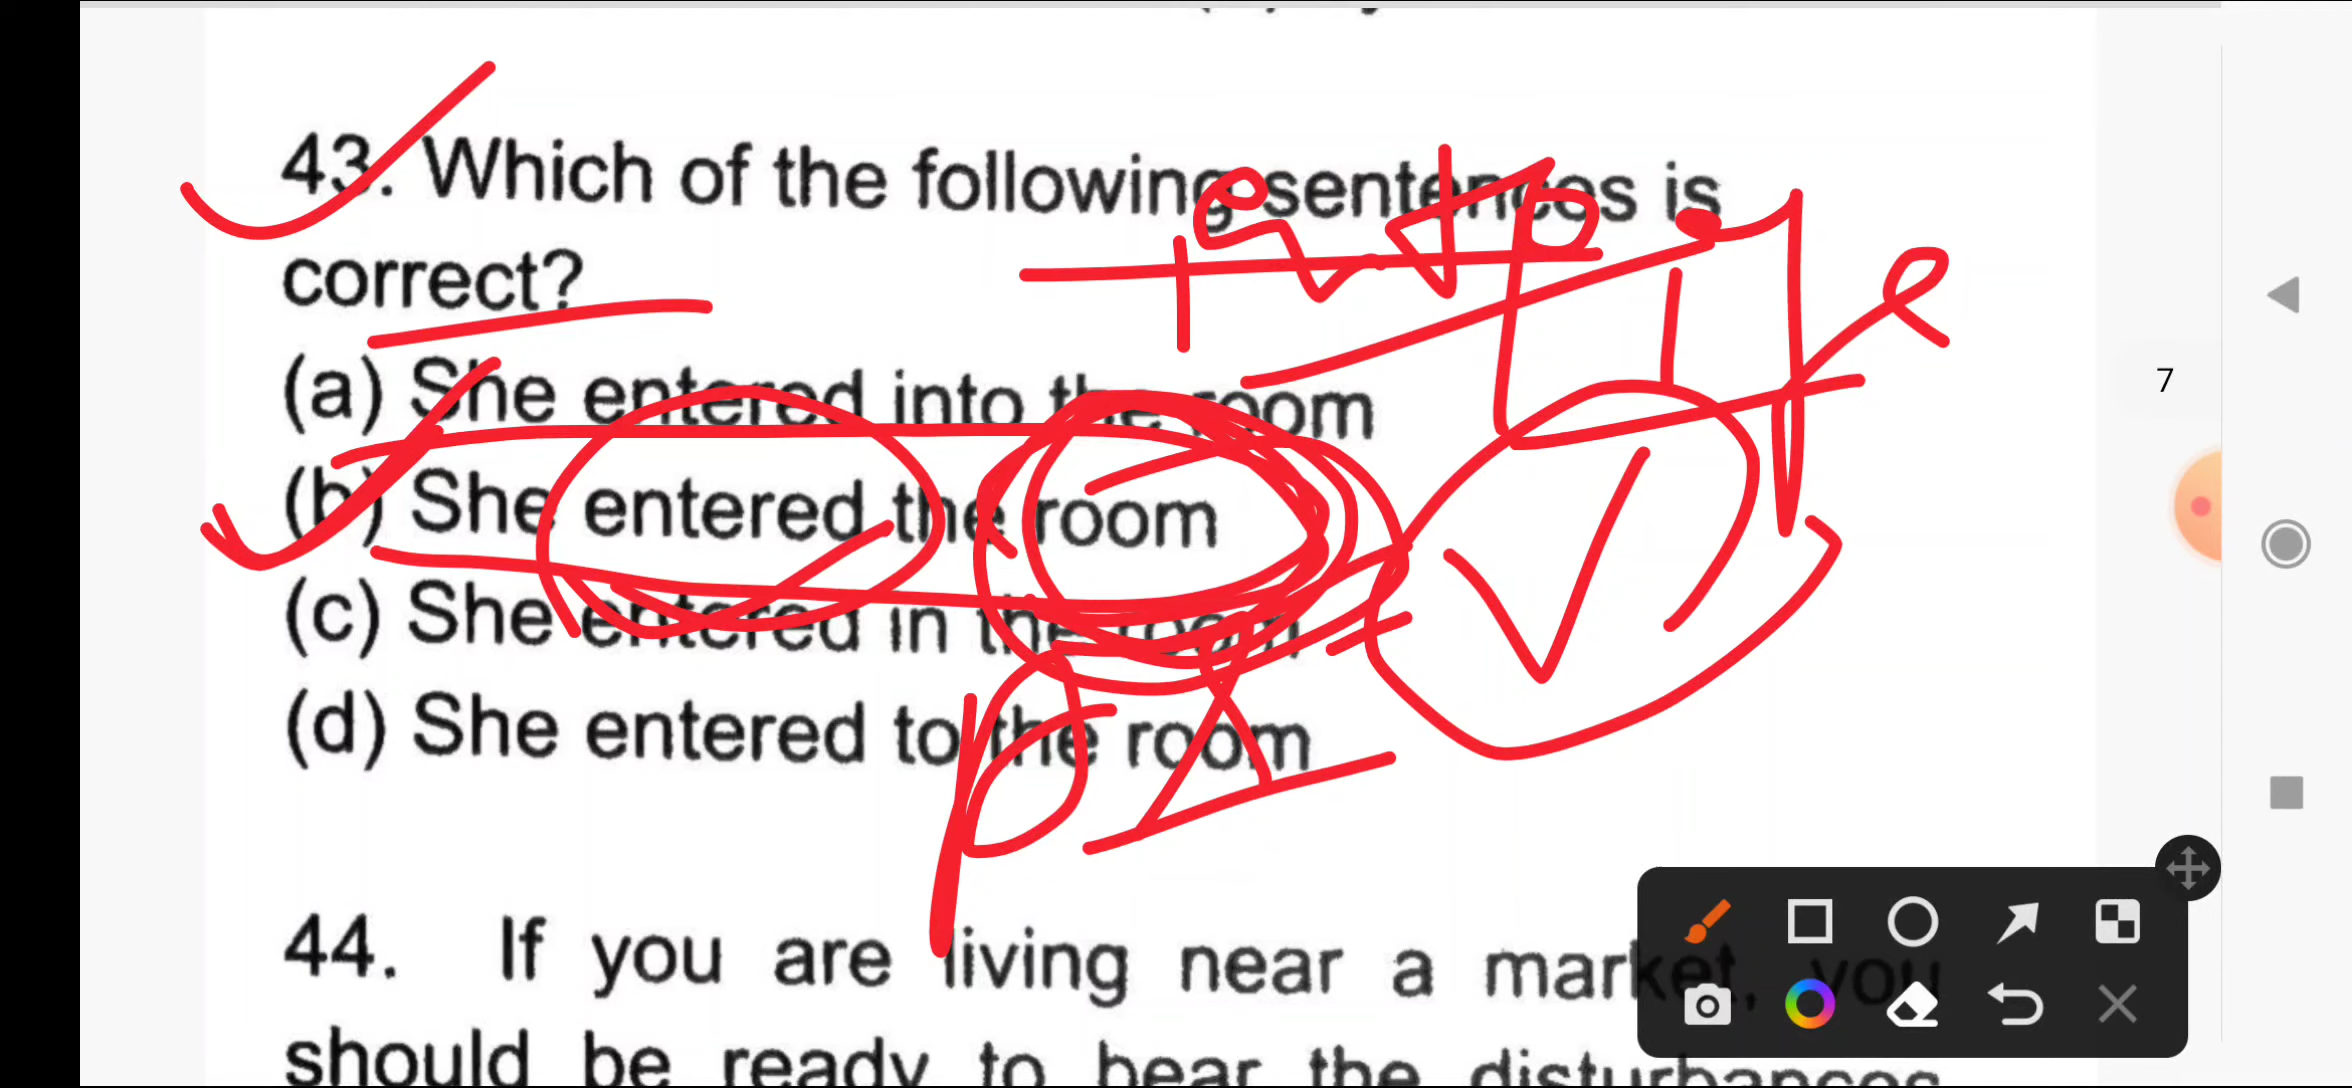 43. Which of the following sentences is
correct?
(a) She entered into the room
(b) She entered the room
(c) She entered in the room
(d) She entered to the room
44. If you are living near a market, you
should be ready to bear the disturbances
7